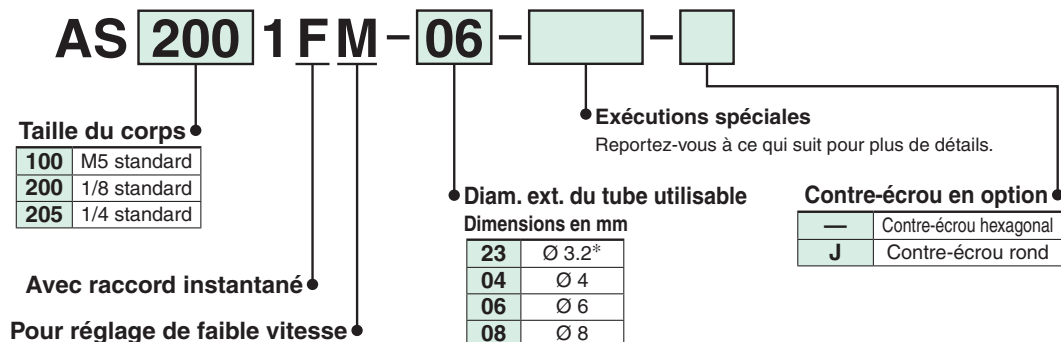 AS 200 1 F M - 06 - -
Taille du corps
100 M5 standard
200 1/8 standard
205 1/4 standard
Avec raccord instantané
Pour réglage de faible vitesse
Exécutions spéciales
Reportez-vous à ce qui suit pour plus de détails.
Diam. ext. du tube utilisable
Dimensions en mm
23 Ø 3.2*
04 Ø 4
06 Ø 6
08 Ø 8
Contre-écrou en option
— Contre-écrou hexagonal
J Contre-écrou rond